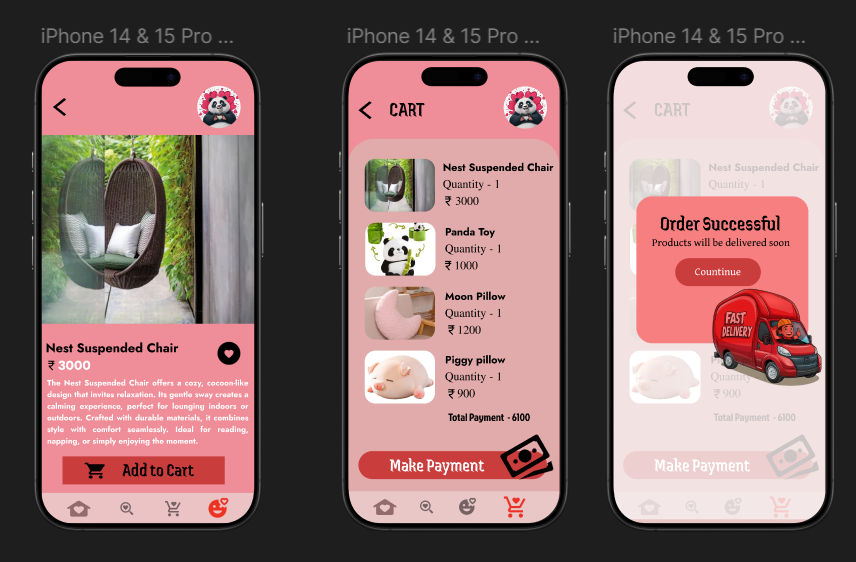 iPhone 14 & 15 Pro ...
Nest Suspended Chair
₹ 3000
The Nest Suspended Chair offers a cozy, cocoon-like
design that invites relaxation. Its gentle sway creates a
calming experience, perfect for lounging indoors or
outdoors. Crafted with durable materials, it combines
style with comfort seamlessly. Ideal for reading,
napping, or simply enjoying the moment.
Add to Cart
iPhone 14 & 15 Pro ...
CART
Nest Suspended Chair
Quantity - 1
₹ 3000
Panda Toy
Quantity - 1
₹ 1000
Moon Pillow
Quantity - 1
₹ 1200
Piggy pillow
Quantity - 1
₹ 900
Total Payment - 6100
Make Payment
iPhone 14 & 15 Pro ...
CART
Nest Suspended Chair
Quantity - 1
Order Successful
Products will be delivered soon
Countinue
FAST
DELIVERY
Quantity - 1
₹ 900
Total Payment - 6100
Make Payment